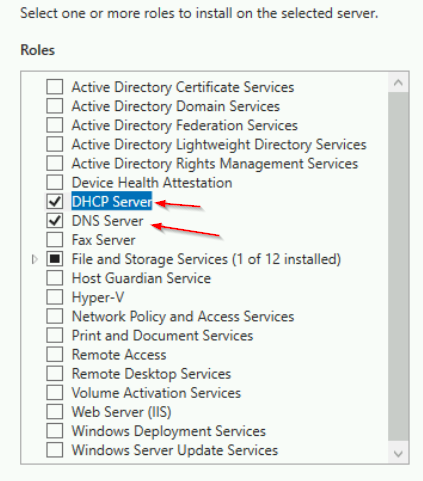 Select one or more roles to install on the selected server.
Roles
Active Directory Certificate Services
Active Directory Domain Services
Active Directory Federation Services
Active Directory Lightweight Directory Services
Active Directory Rights Management Services
Device Health Attestation
DHCP Server
DNS Server
Fax Server
File and Storage Services (1 of 12 installed)
Host Guardian Service
Hyper-V
Network Policy and Access Services
Print and Document Services
Remote Access
Remote Desktop Services
Volume Activation Services
Web Server (IIS)
Windows Deployment Services
Windows Server Update Services